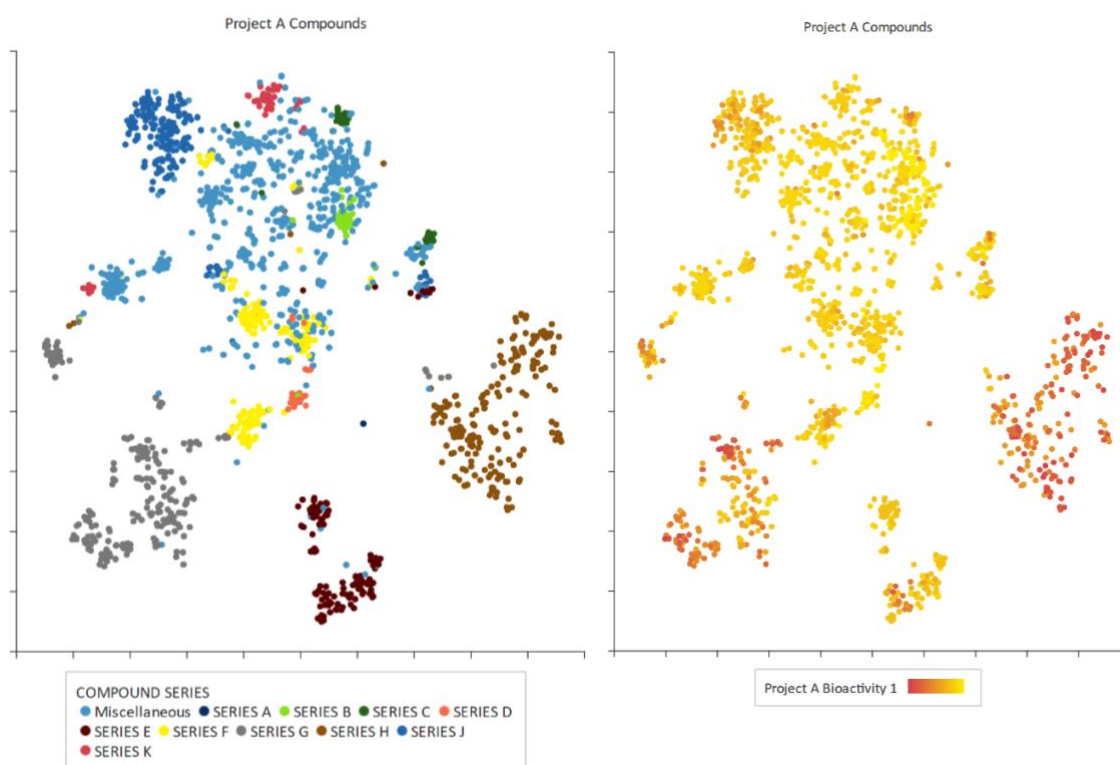 Project A Compounds
Project A Compounds
COMPOUND SERIES
Miscellaneous SERIES A SERIES B SERIES C SERIES D
SERIES E SERIES F SERIES G SERIES H SERIES J
SERIES K
Project A Bioactivity 1